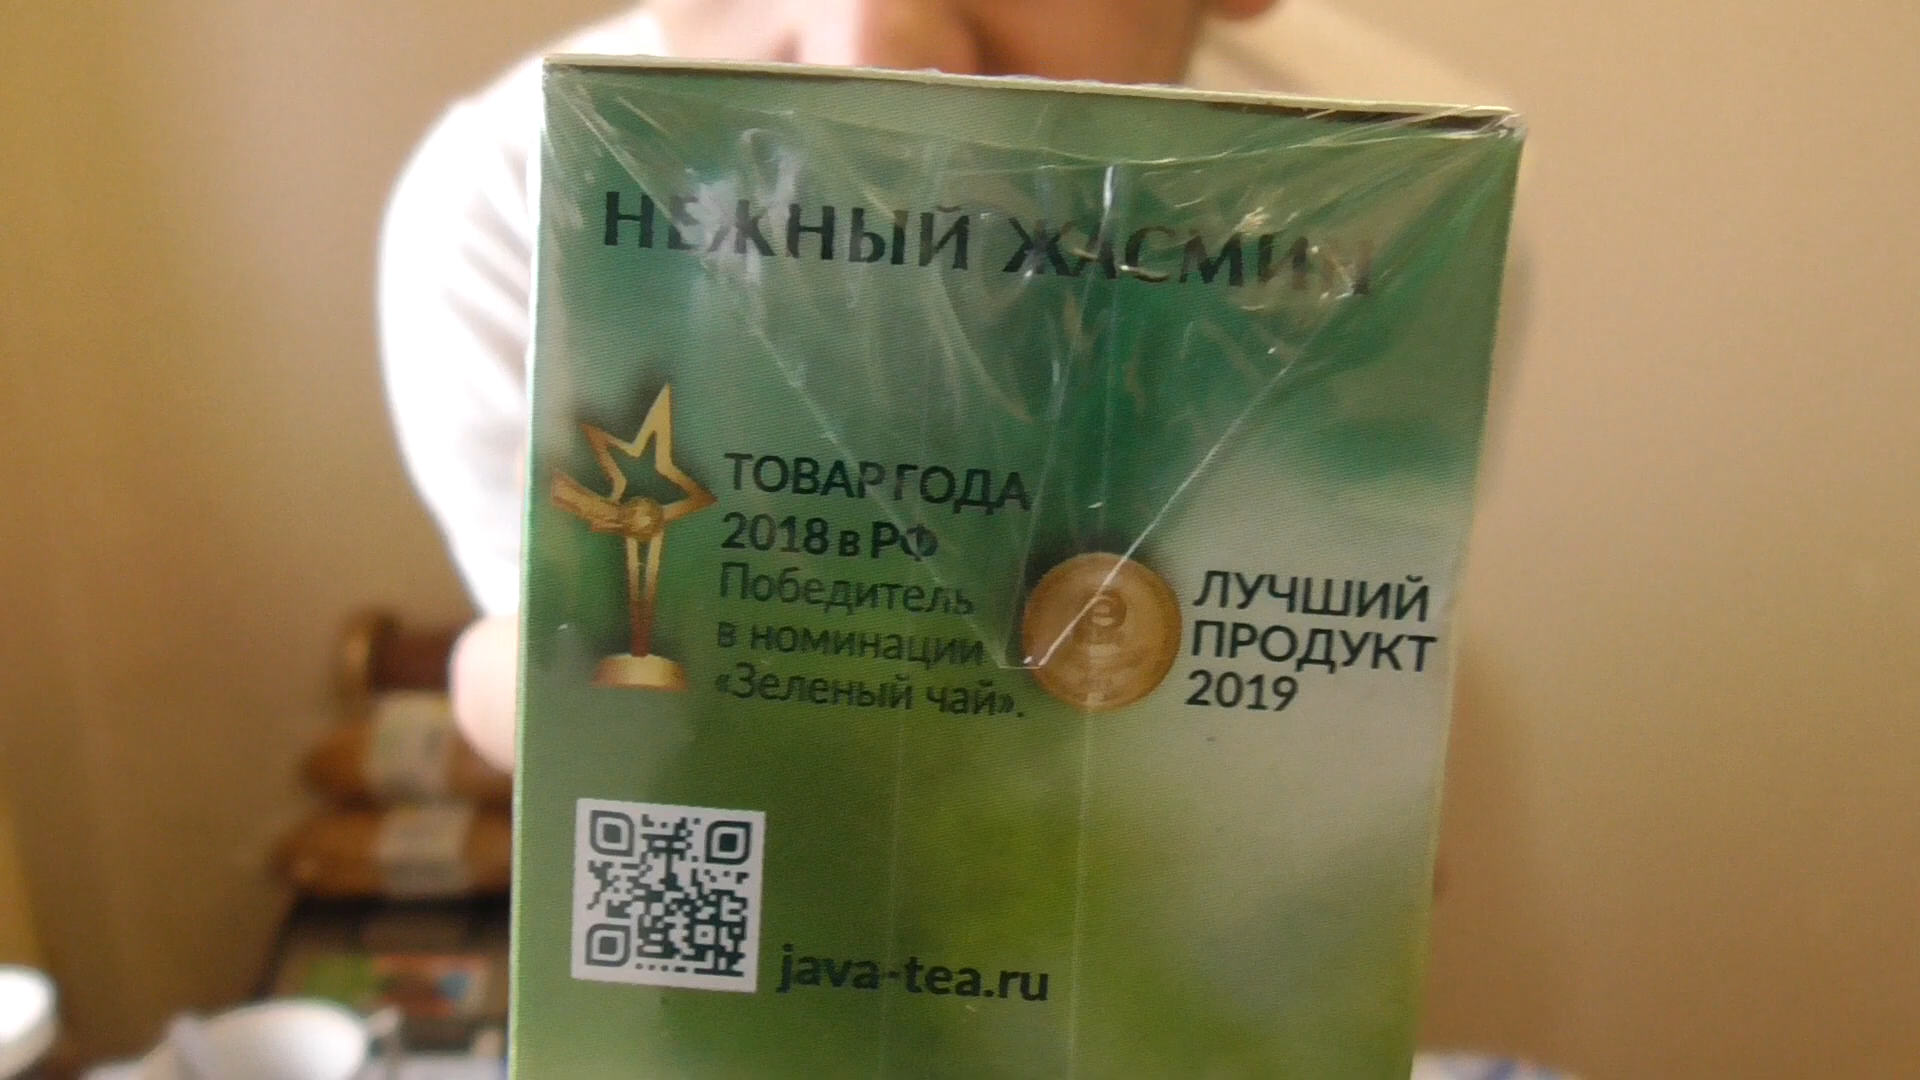 НЕЖНЫЙ ЖАСМИН
ТОВАР ГОДА
2018 в РФ
Победитель
в номинации
«Зеленый чай».
e
ЛУЧШИЙ
ПРОДУКТ
2019
java-tea.ru